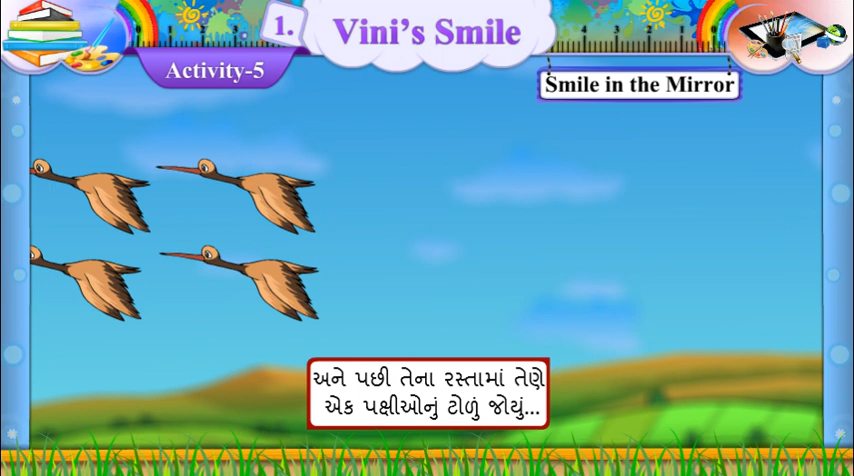 1.
Vini's Smile
Activity-5
Smile in the Mirror
અને પછી તેના રસ્તામાં તેણે
એક પક્ષીઓનું ટોળું જોયું...